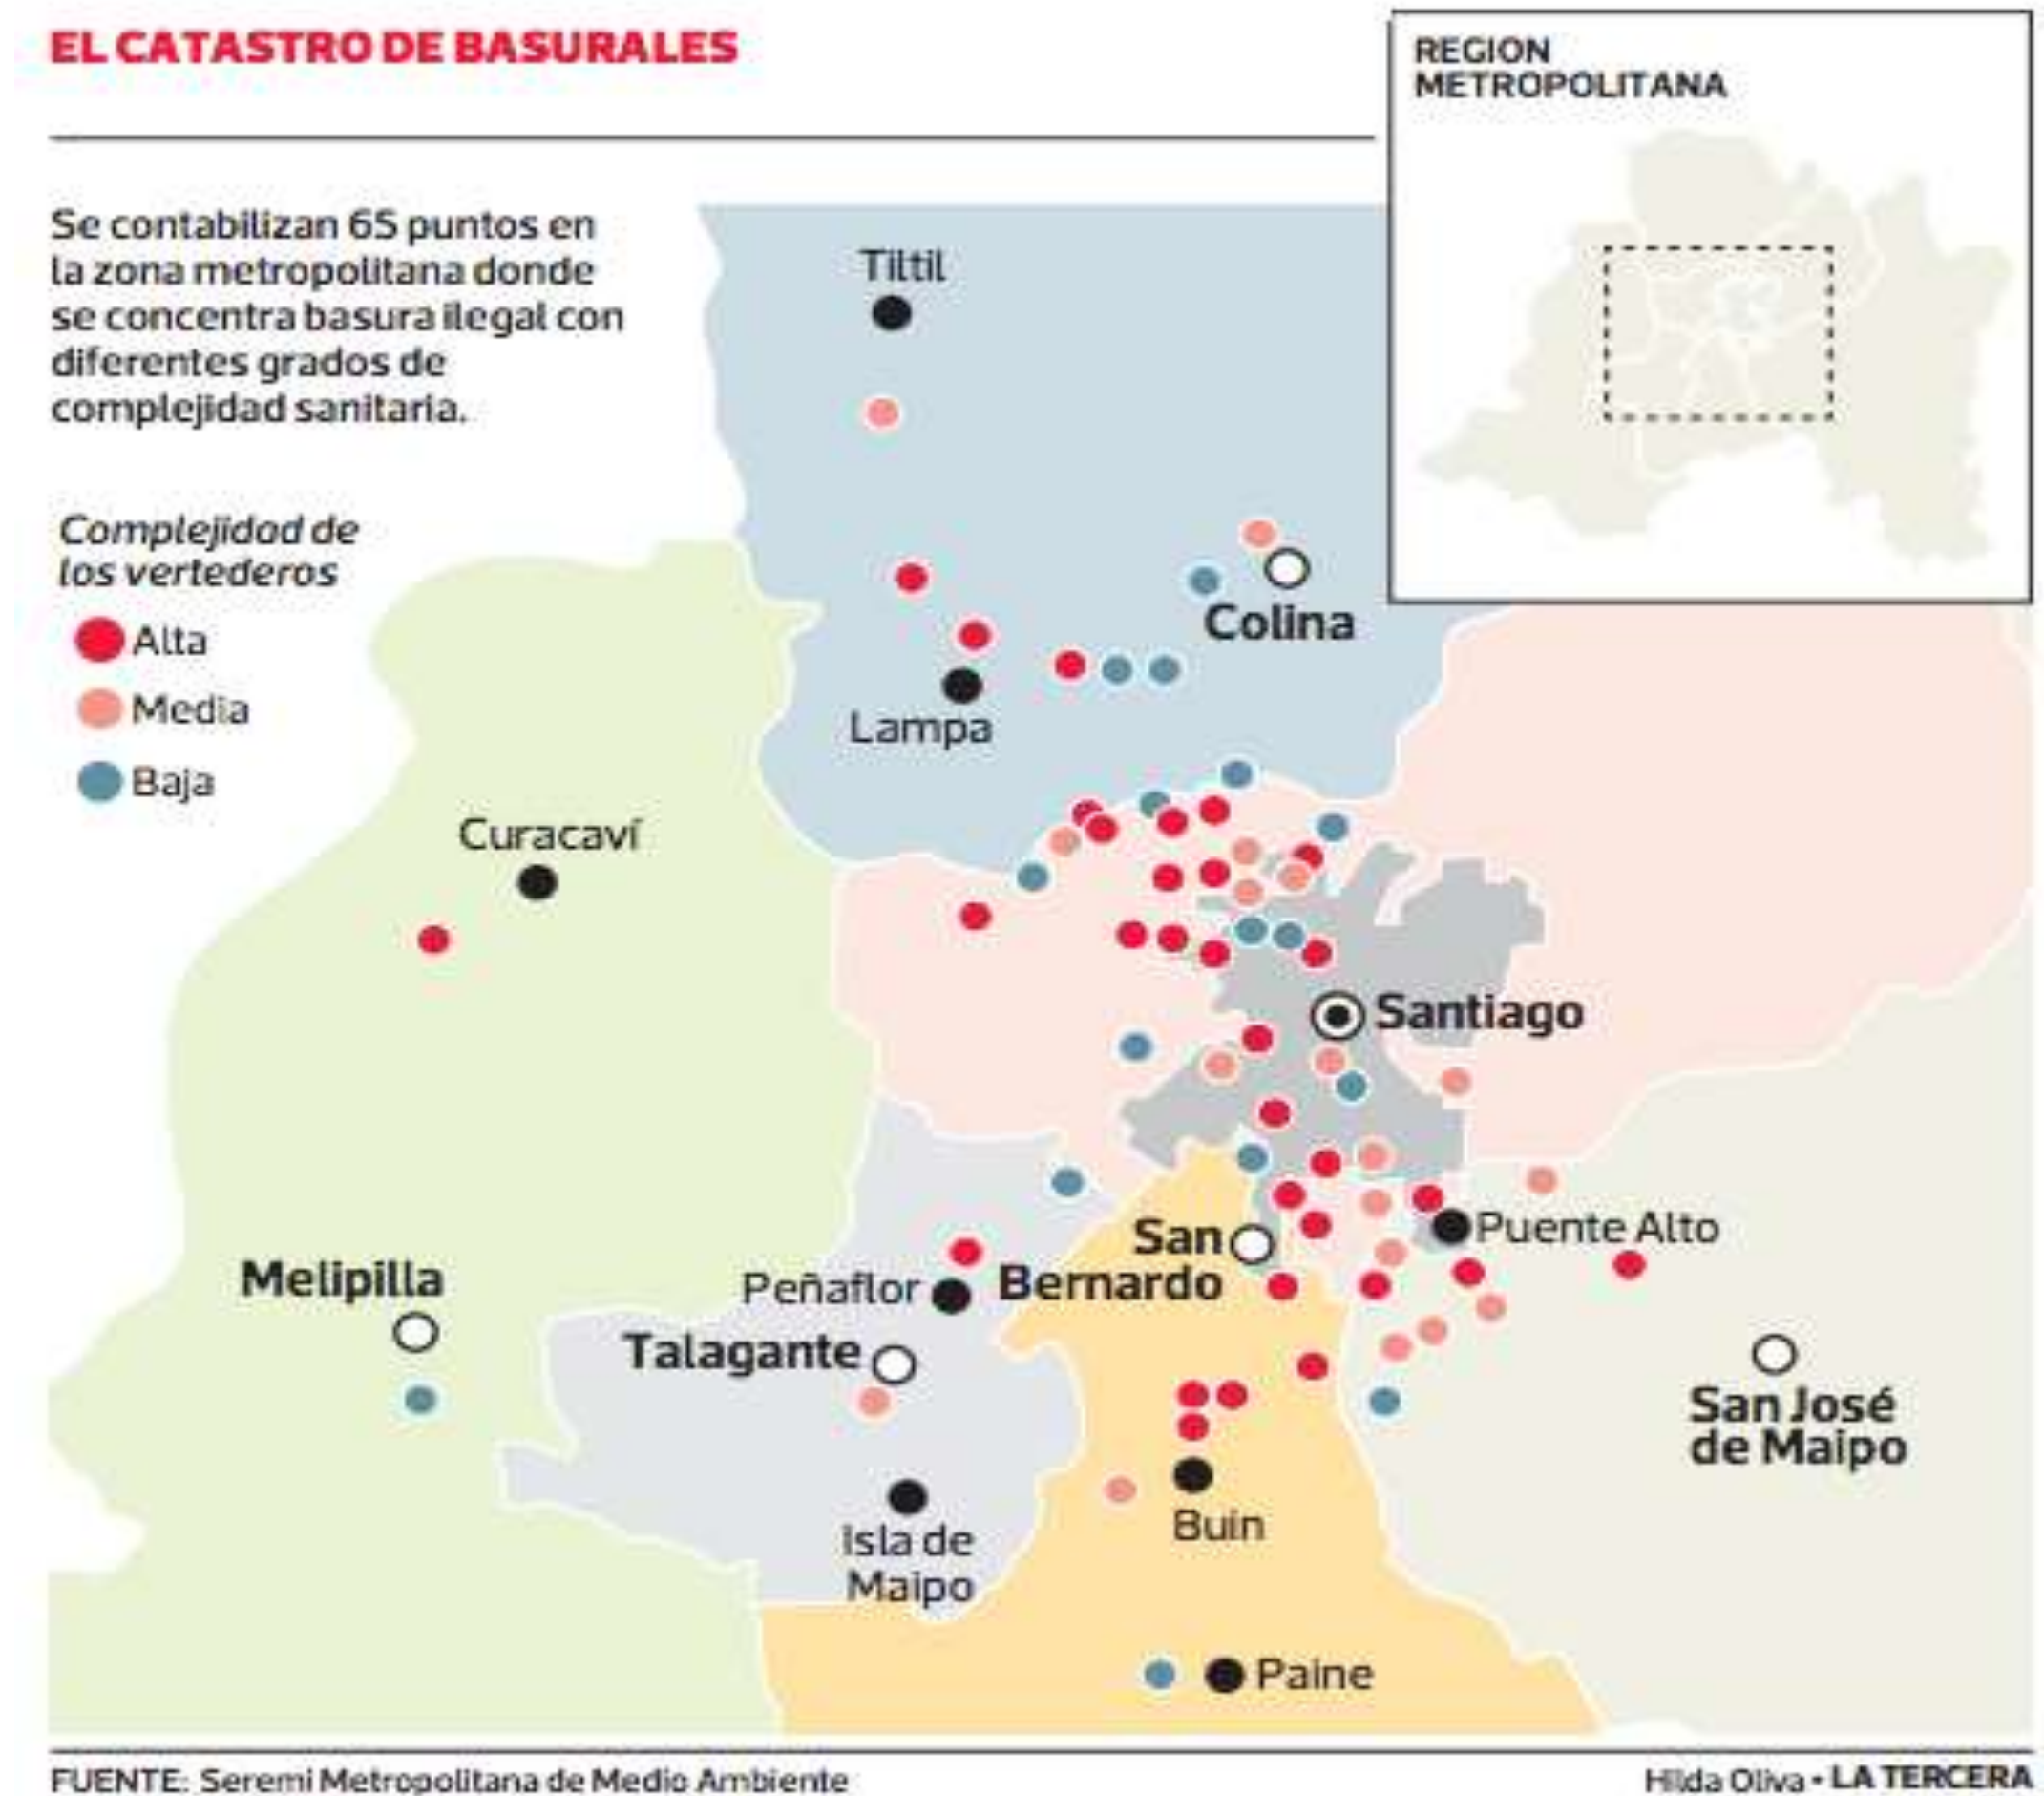 EL CATASTRO DE BASURALES
REGION
METROPOLITANA
Se contabilizan 65 puntos en
la zona metropolitana donde
se concentra basura ilegal con
diferentes grados de
complejidad sanitaria.
Complejidad de
los vertederos
Alta
Media
Baja
Tiltil
Colina
Lampa
Curacaví
Santiago
Puente Alto
San
Bernardo
Melipilla
Peñaflor
Talagante
San José
de Maipo
Isla de
Maipo
Buin
Paine
FUENTE: Seremi Metropolitana de Medio Ambiente
Hilda Oliva • LA TERCERA